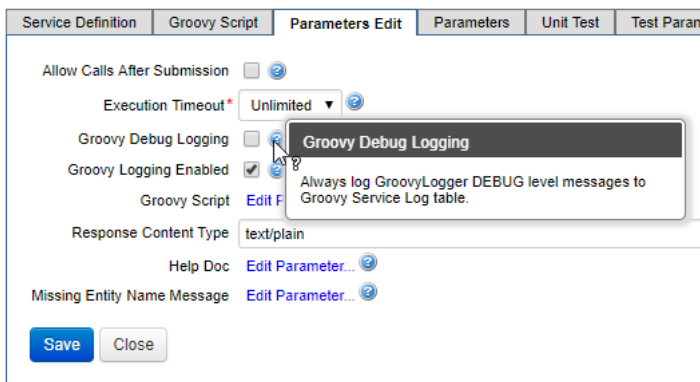 Service Definition Groovy Script Parameters Edit Parameters Unit Test Test
Allow Calls After Submission
Execution Timeout* Unlimited
Groovy Debug Logging Groovy Debug Logging
Groovy Logging Enabled Always log GroovyLogger DEBUG level messages to
Groovy Service Log table.
Groovy Script Edit
Response Content Type text/plain
Help Doc Edit Parameter...
Missing Entity Name Message Edit Parameter...
Save Close